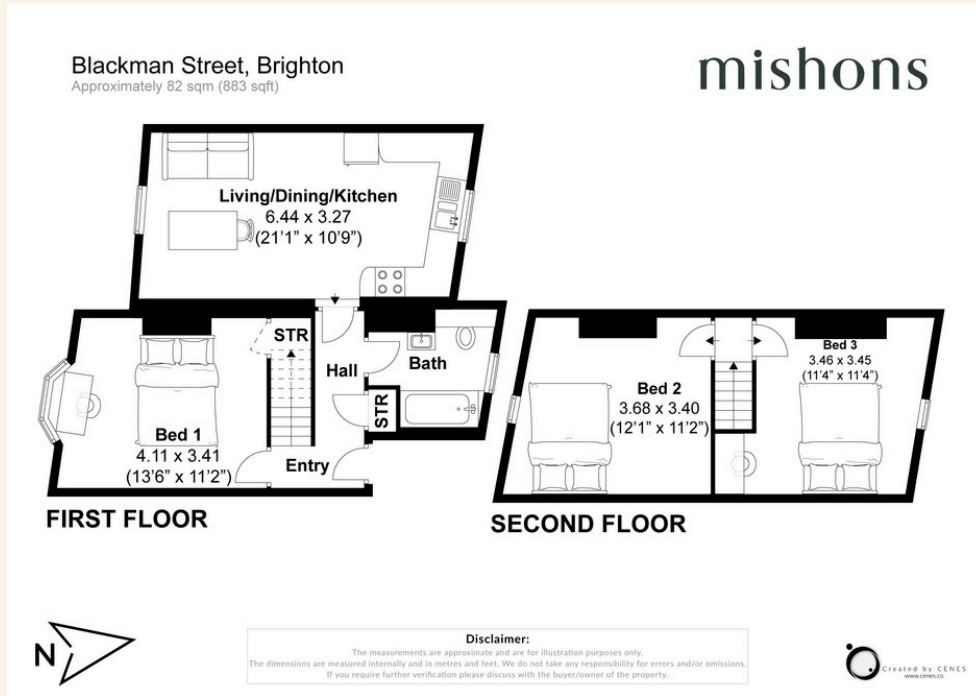 Blackman Street, Brighton
Approximately 82 sqm (883 sqft)
mishons
Living/Dining/Kitchen
6.44 x 3.27
(21'1" x 10'9")
STR
Hall
Bath
STR
Bed 1
4.11 x 3.41
(13'6" x 11'2")
Entry
FIRST FLOOR
Bed 2
3.68 x 3.40
(12'1" x 11'2")
Bed 3
3.46 x 3.45
(11'4" x 11'4")
SECOND FLOOR
N
Disclaimer:
The measurements are approximate and are for illustration purposes only.
The dimensions are measured internally and in metres and feet. We do not take any responsibility for errors and/or omissions.
If you require further verification please discuss with the buyer/owner of the property.
Created by CENES
www.cenes.co